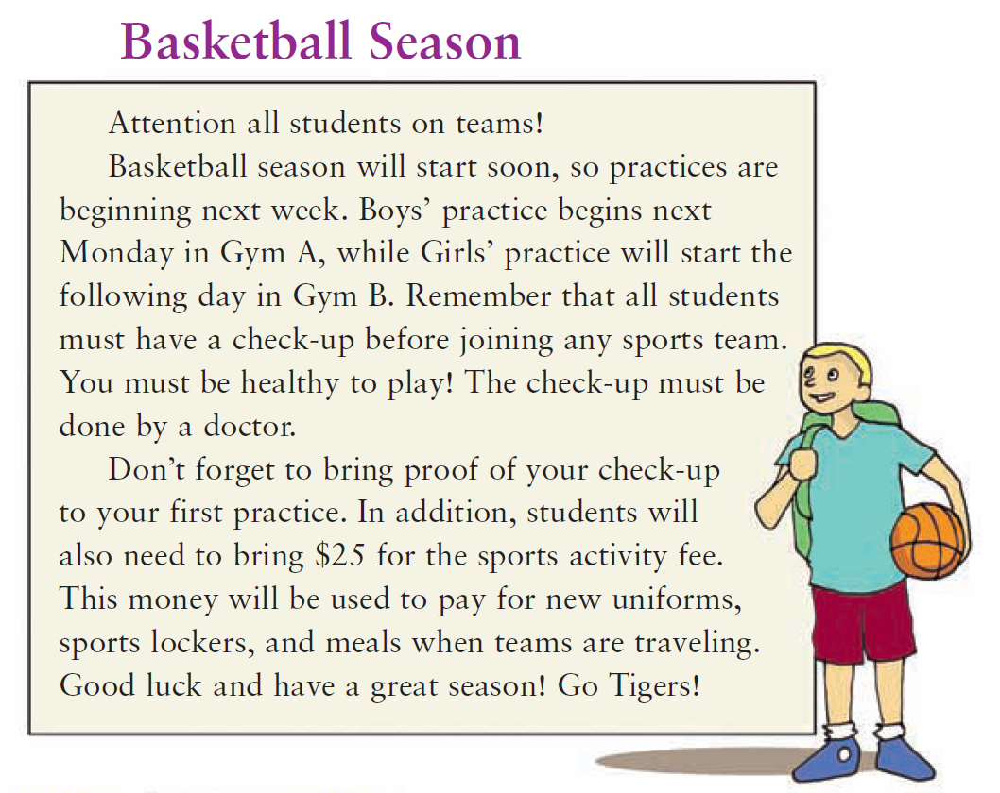 Basketball Season
Attention all students on teams!
Basketball season will start soon, so practices are
beginning next week. Boys’ practice begins next
Monday in Gym A, while Girls’ practice will start the
following day in Gym B. Remember that all students
must have a check-up before joining any sports team.
You must be healthy to play! The check-up must be
done by a doctor.
Don’t forget to bring proof of your check-up
to your first practice. In addition, students will
also need to bring $25 for the sports activity fee.
This money will be used to pay for new uniforms,
sports lockers, and meals when teams are traveling.
Good luck and have a great season! Go Tigers!